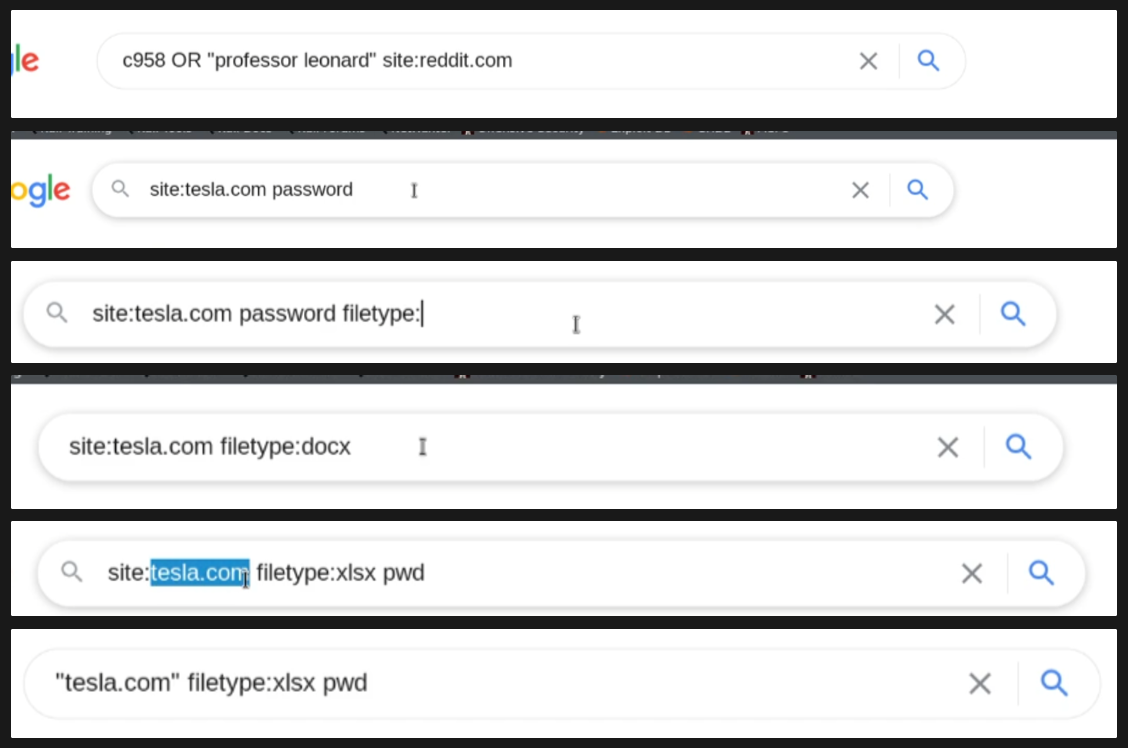 le
c958 OR "professor leonard" site:reddit.com
ogle
site:tesla.com password
site:tesla.com password filetype:
site:tesla.com filetype:docx
site:tesla.com filetype:xlsx pwd
"tesla.com" filetype:xlsx pwd